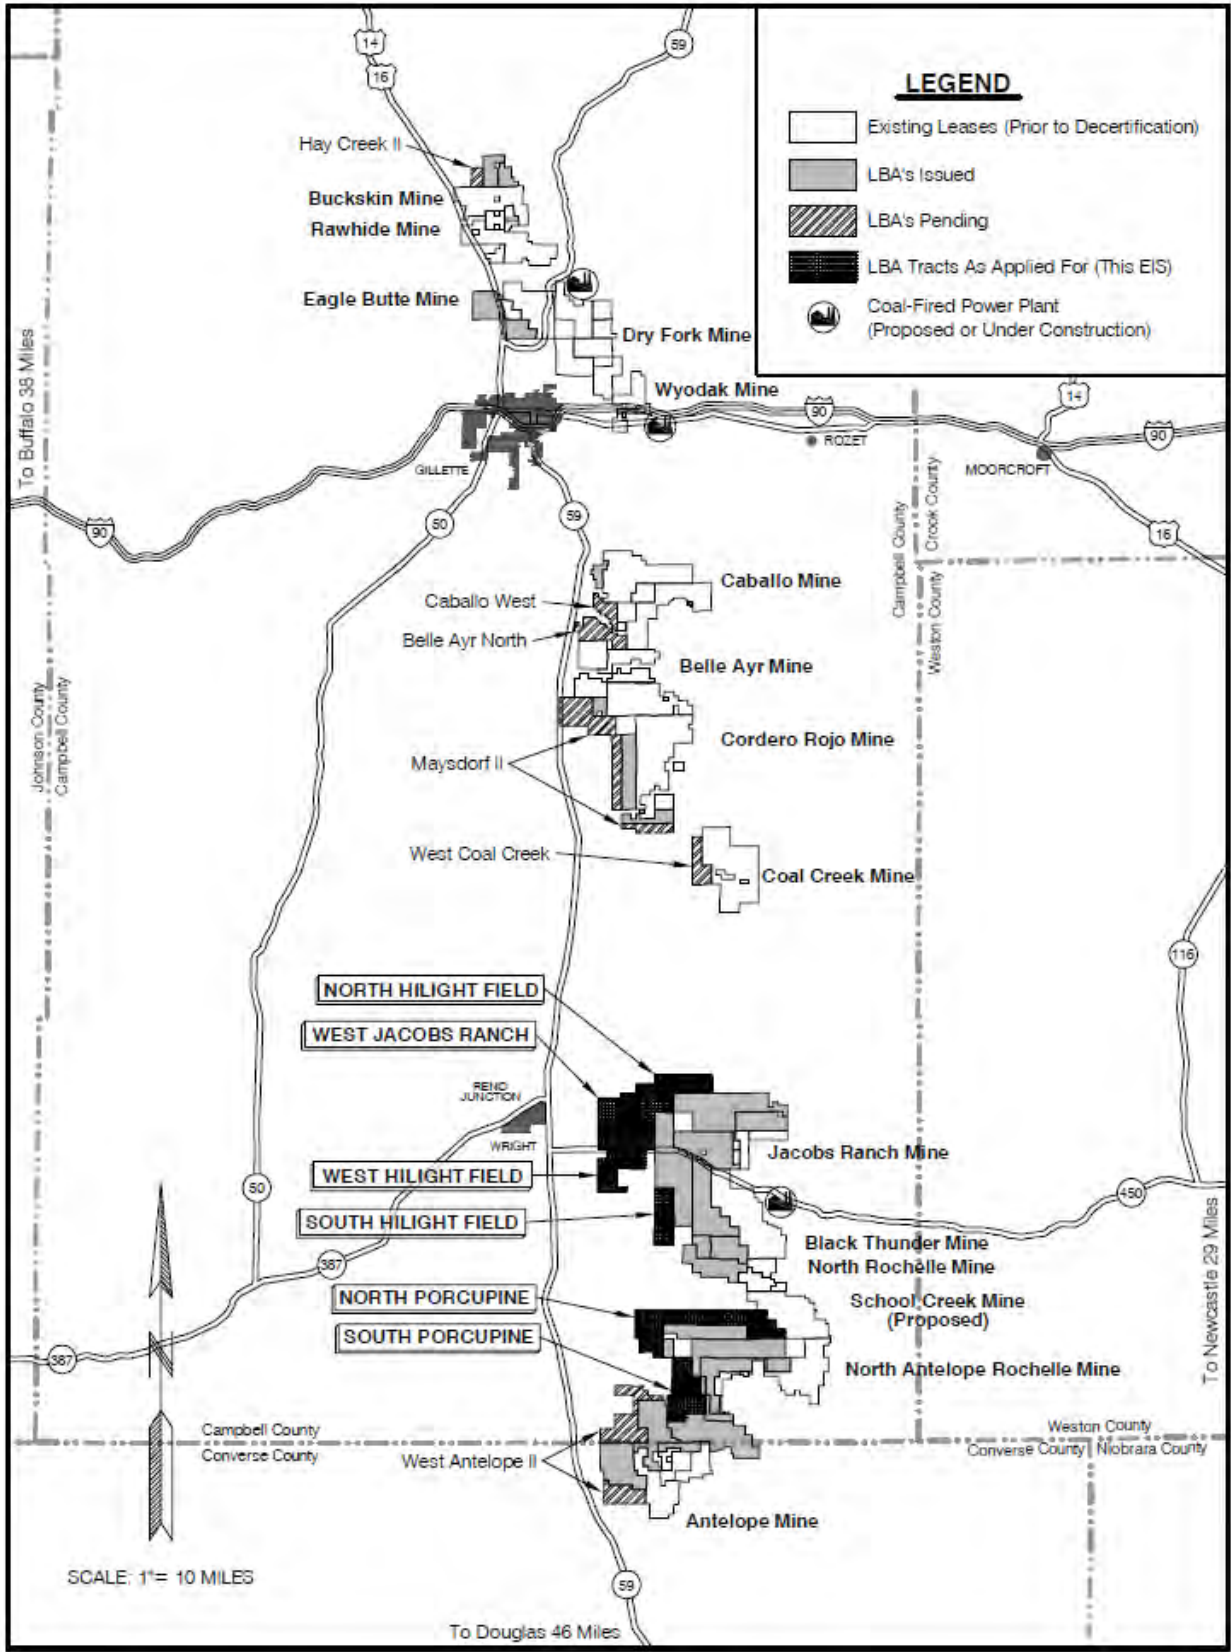 LEGEND
Existing Leases (Prior to Decertification)
LBA's Issued
LBA's Pending
LBA Tracts As Applied For (This EIS)
Coal-Fired Power Plant
(Proposed or Under Construction)
14
16
59
Hay Creek II
Buckskin Mine
Rawhide Mine
Eagle Butte Mine
Dry Fork Mine
Wyodak Mine
To Buffalo 38 Miles
14
90
90
ROZET
MOORCROFT
GILLETTE
90
50
59
16
Campbell County
Crook County
Weston County
Caballo Mine
Caballo West
Belle Ayr North
Belle Ayr Mine
Johnson County
Campbell County
Cordero Rojo Mine
Maysdorf II
West Coal Creek
Coal Creek Mine
116
NORTH HILIGHT FIELD
WEST JACOBS RANCH
RENO
JUNCTION
WRIGHT
Jacobs Ranch Mine
WEST HILIGHT FIELD
50
450
SOUTH HILIGHT FIELD
Black Thunder Mine
North Rochelle Mine
387
NORTH PORCUPINE
School Creek Mine
(Proposed)
SOUTH PORCUPINE
387
North Antelope Rochelle Mine
To Newcastle 29 Miles
Campbell County
Converse County
Weston County
Converse County
Niobrara County
West Antelope II
Antelope Mine
SCALE: 1"= 10 MILES
59
To Douglas 46 Miles